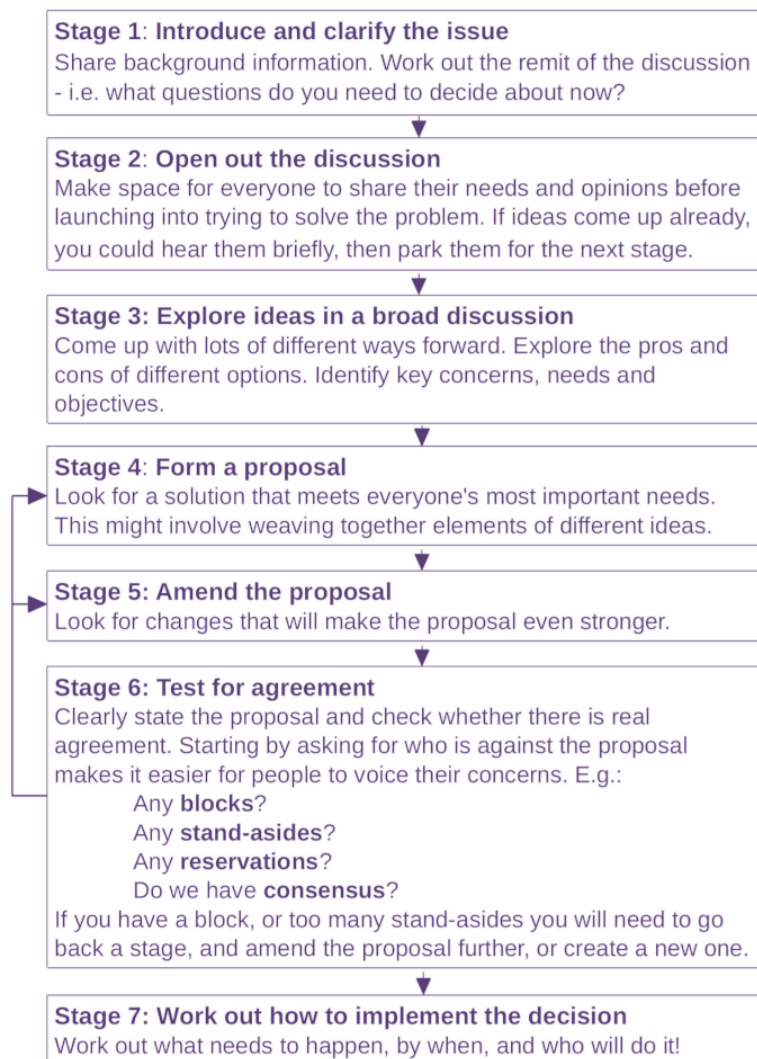 Stage 1: Introduce and clarify the issue
Share background information. Work out the remit of the discussion
- i.e. what questions do you need to decide about now?
Stage 2: Open out the discussion
Make space for everyone to share their needs and opinions before
launching into trying to solve the problem. If ideas come up already,
you could hear them briefly, then park them for the next stage.
Stage 3: Explore ideas in a broad discussion
Come up with lots of different ways forward. Explore the pros and
cons of different options. Identify key concerns, needs and
objectives.
Stage 4: Form a proposal
Look for a solution that meets everyone's most important needs.
This might involve weaving together elements of different ideas.
Stage 5: Amend the proposal
Look for changes that will make the proposal even stronger.
Stage 6: Test for agreement
Clearly state the proposal and check whether there is real
agreement. Starting by asking for who is against the proposal
makes it easier for people to voice their concerns. E.g.:
Any blocks?
Any stand-asides?
Any reservations?
Do we have consensus?
If you have a block, or too many stand-asides you will need to go
back a stage, and amend the proposal further, or create a new one.
Stage 7: Work out how to implement the decision
Work out what needs to happen, by when, and who will do it!